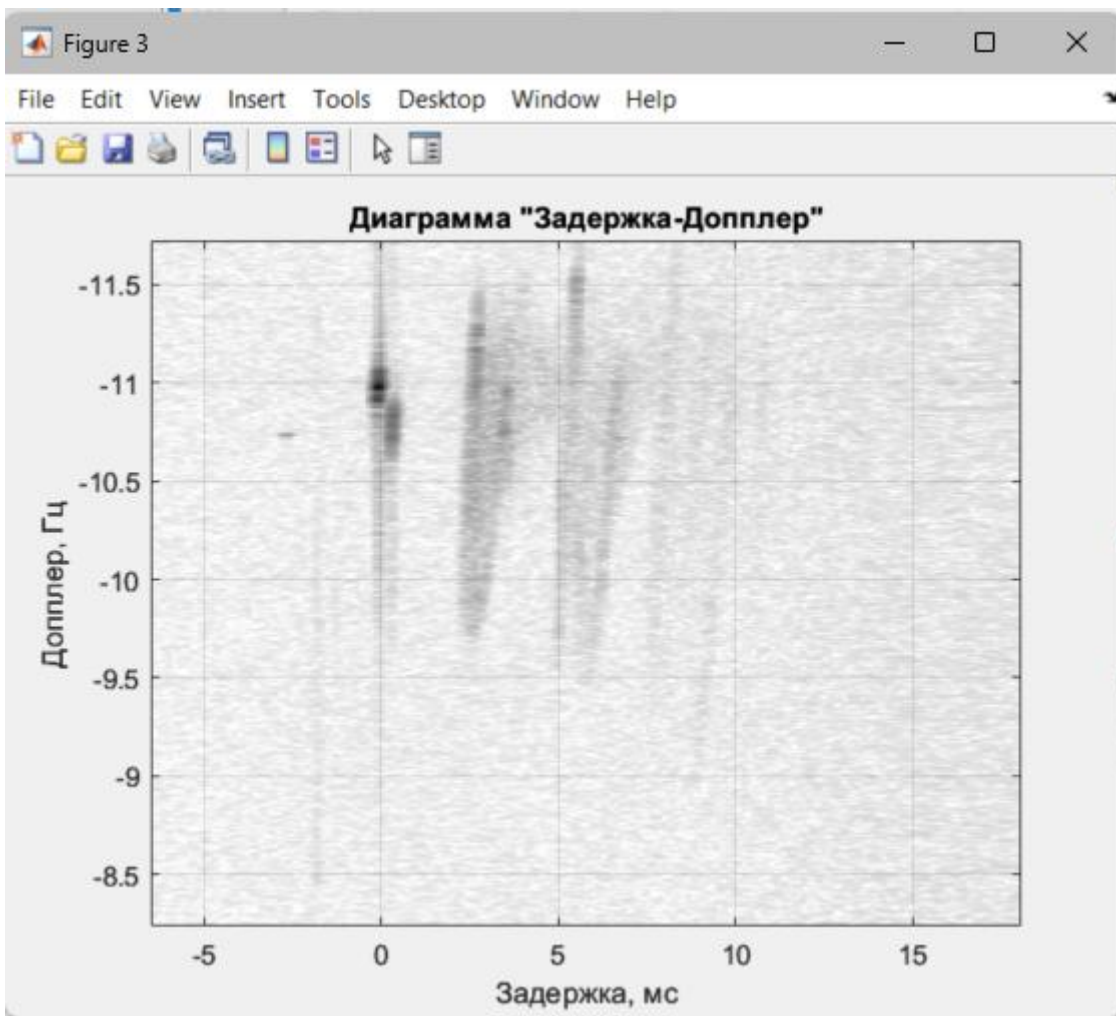 Figure 3
File Edit View Insert Tools Desktop Window Help
Диаграмма "Задержка-Допплер"
-11.5
-11
-10.5
-10
-9.5
-9
-8.5
Допплер, Гц
-5 0 5 10 15
Задержка, мс